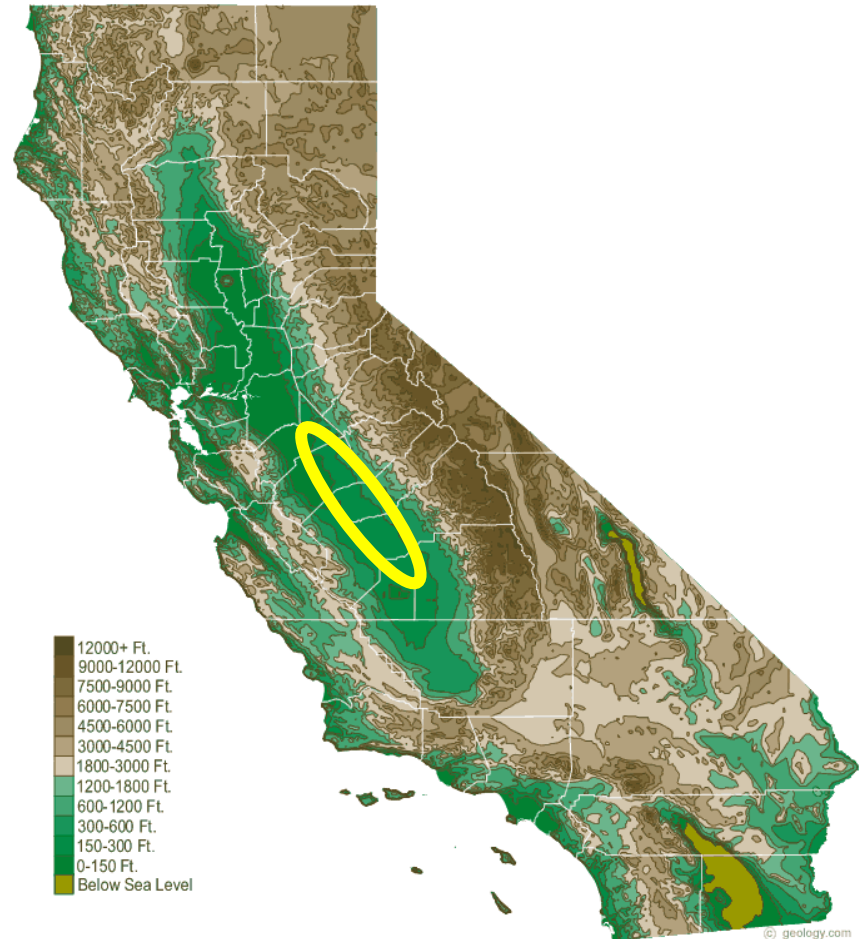 12000+ Ft.
9000-12000 Ft.
7500-9000 Ft.
6000-7500 Ft.
4500-6000 Ft.
3000-4500 Ft.
1800-3000 Ft.
1200-1800 Ft.
600-1200 Ft.
300-600 Ft.
150-300 Ft.
0-150 Ft.
Below Sea Level
(c) geology.com